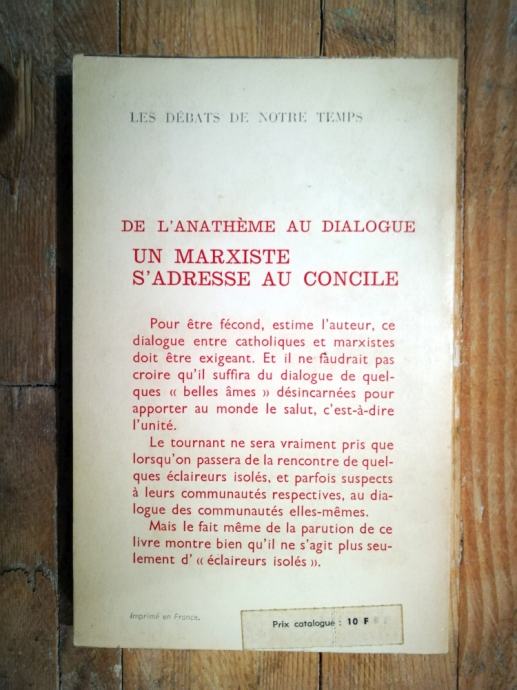 LES DÉBATS DE NOTRE TEMPS
DE L'ANATHÈME AU DIALOGUE
UN MARXISTE
S'ADRESSE AU CONCILE
Pour être fécond, estime l'auteur, ce
dialogue entre catholiques et marxistes
doit être exigeant. Et il ne faudrait pas
croire qu'il suffira du dialogue de quel-
ques « belles âmes » désincarnées pour
apporter au monde le salut, c'est-à-dire
l'unité.
Le tournant ne sera vraiment pris que
lorsqu'on passera de la rencontre de quel-
ques éclaireurs isolés, et parfois suspects
à leurs communautés respectives, au dia-
logue des communautés elles-mêmes.
Mais le fait même de la parution de ce
livre montre bien qu'il ne s'agit plus seu-
lement d' « éclaireurs isolés ».
Imprimé en France.
Prix catalogue : 10 F